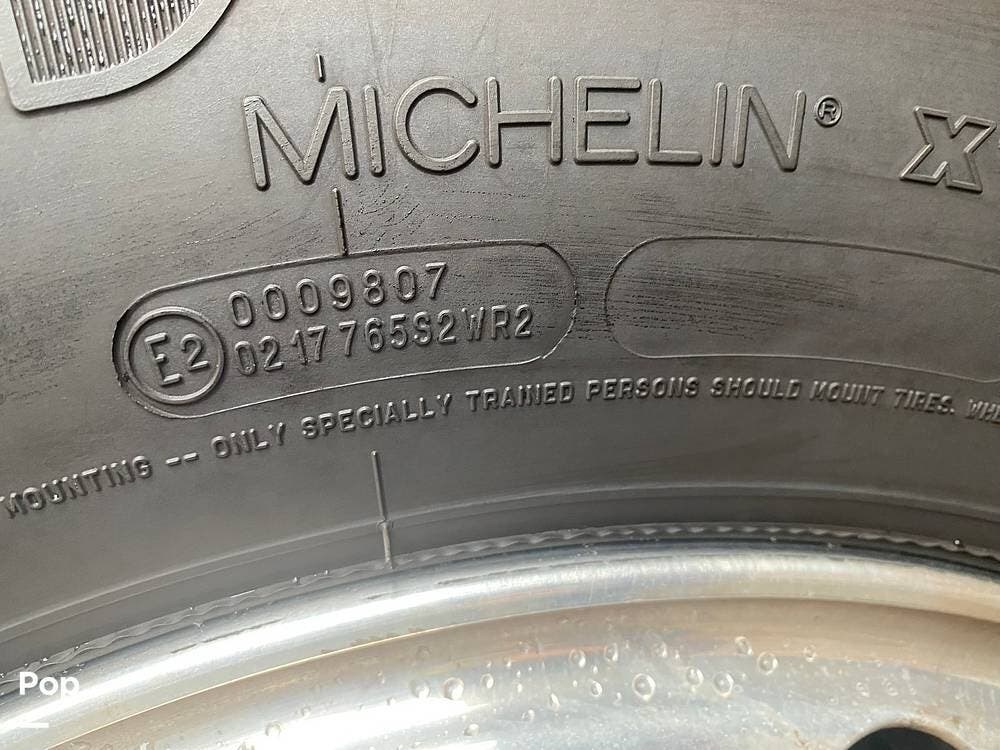 MICHELIN® X
E2
0009807
0217765S2WR2
MOUNTING -- ONLY SPECIALLY TRAINED PERSONS SHOULD MOUNT TIRES.
Pop